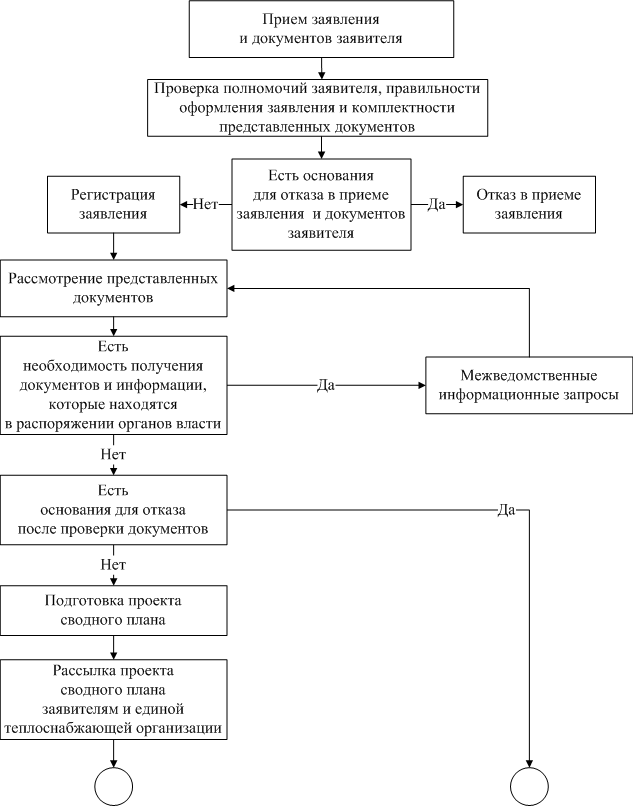 Прием заявления
и документов заявителя
Проверка полномочий заявителя, правильности
оформления заявления и комплектности
представленных документов
Есть основания
для отказа в приеме
заявления и документов
заявителя
Нет
Да
Регистрация
заявления
Отказ в приеме
заявления
Рассмотрение представленных
документов
Есть
необходимость получения
документов и информации,
которые находятся
в распоряжении органов власти
Да
Межведомственные
информационные запросы
Нет
Есть
основания для отказа
после проверки документов
Да
Нет
Подготовка проекта
сводного плана
Рассылка проекта
сводного плана
заявителям и единой
теплоснабжающей организации